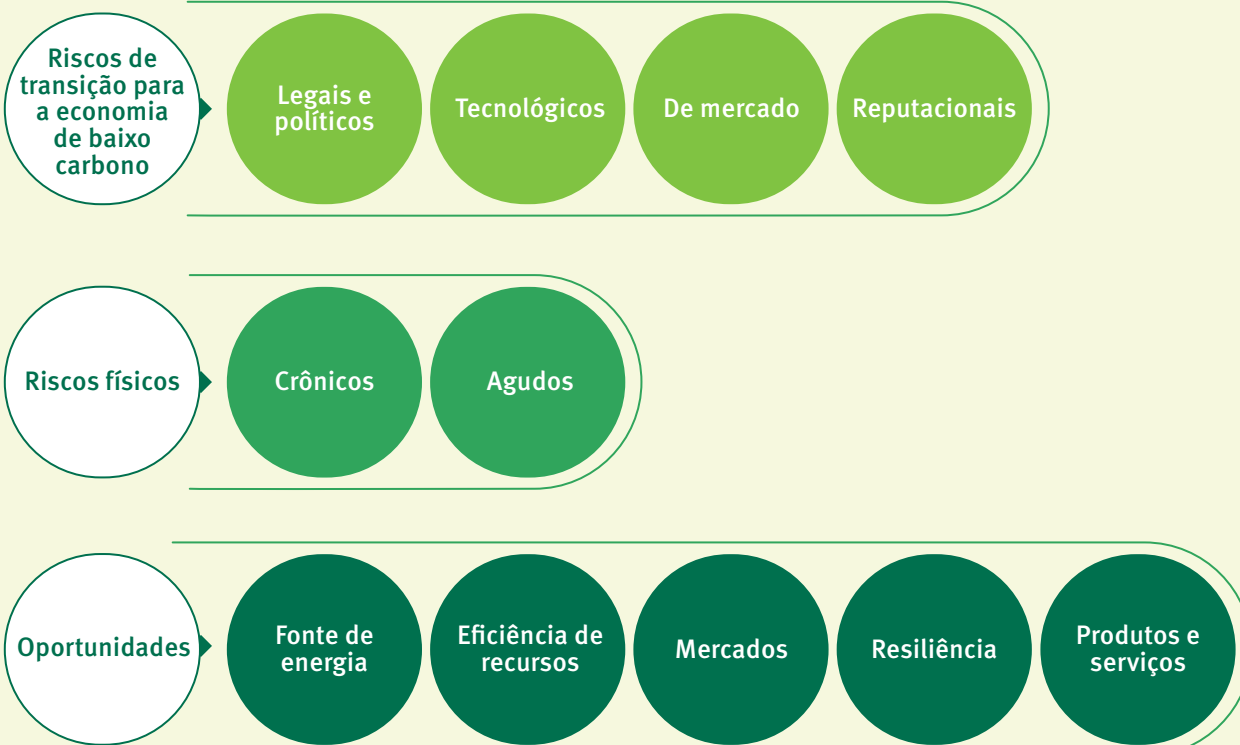 Riscos de
transição para
a economia
de baixo
carbono
Legais e
políticos
Tecnológicos
De mercado
Reputacionais
Riscos físicos
Crônicos
Agudos
Oportunidades
Fonte de
energia
Eficiência de
recursos
Mercados
Resiliência
Produtos e
serviços